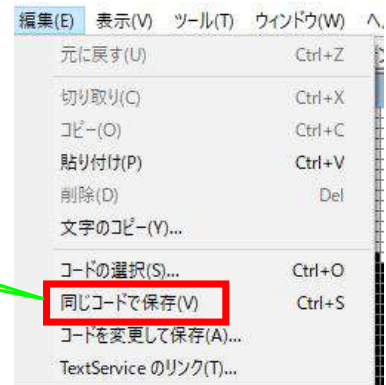 編集(E) 表示(V) ツール(T) ウィンドウ(W)
元に戻す(U) Ctrl+Z
切り取り(C) Ctrl+X
コピー(O) Ctrl+C
貼り付け(P) Ctrl+V
削除(D) Del
文字のコピー(Y)...
コードの選択(S)... Ctrl+O
同じコードで保存(V) Ctrl+S
コードを変更して保存(A)...
TextService のリンク(T)...